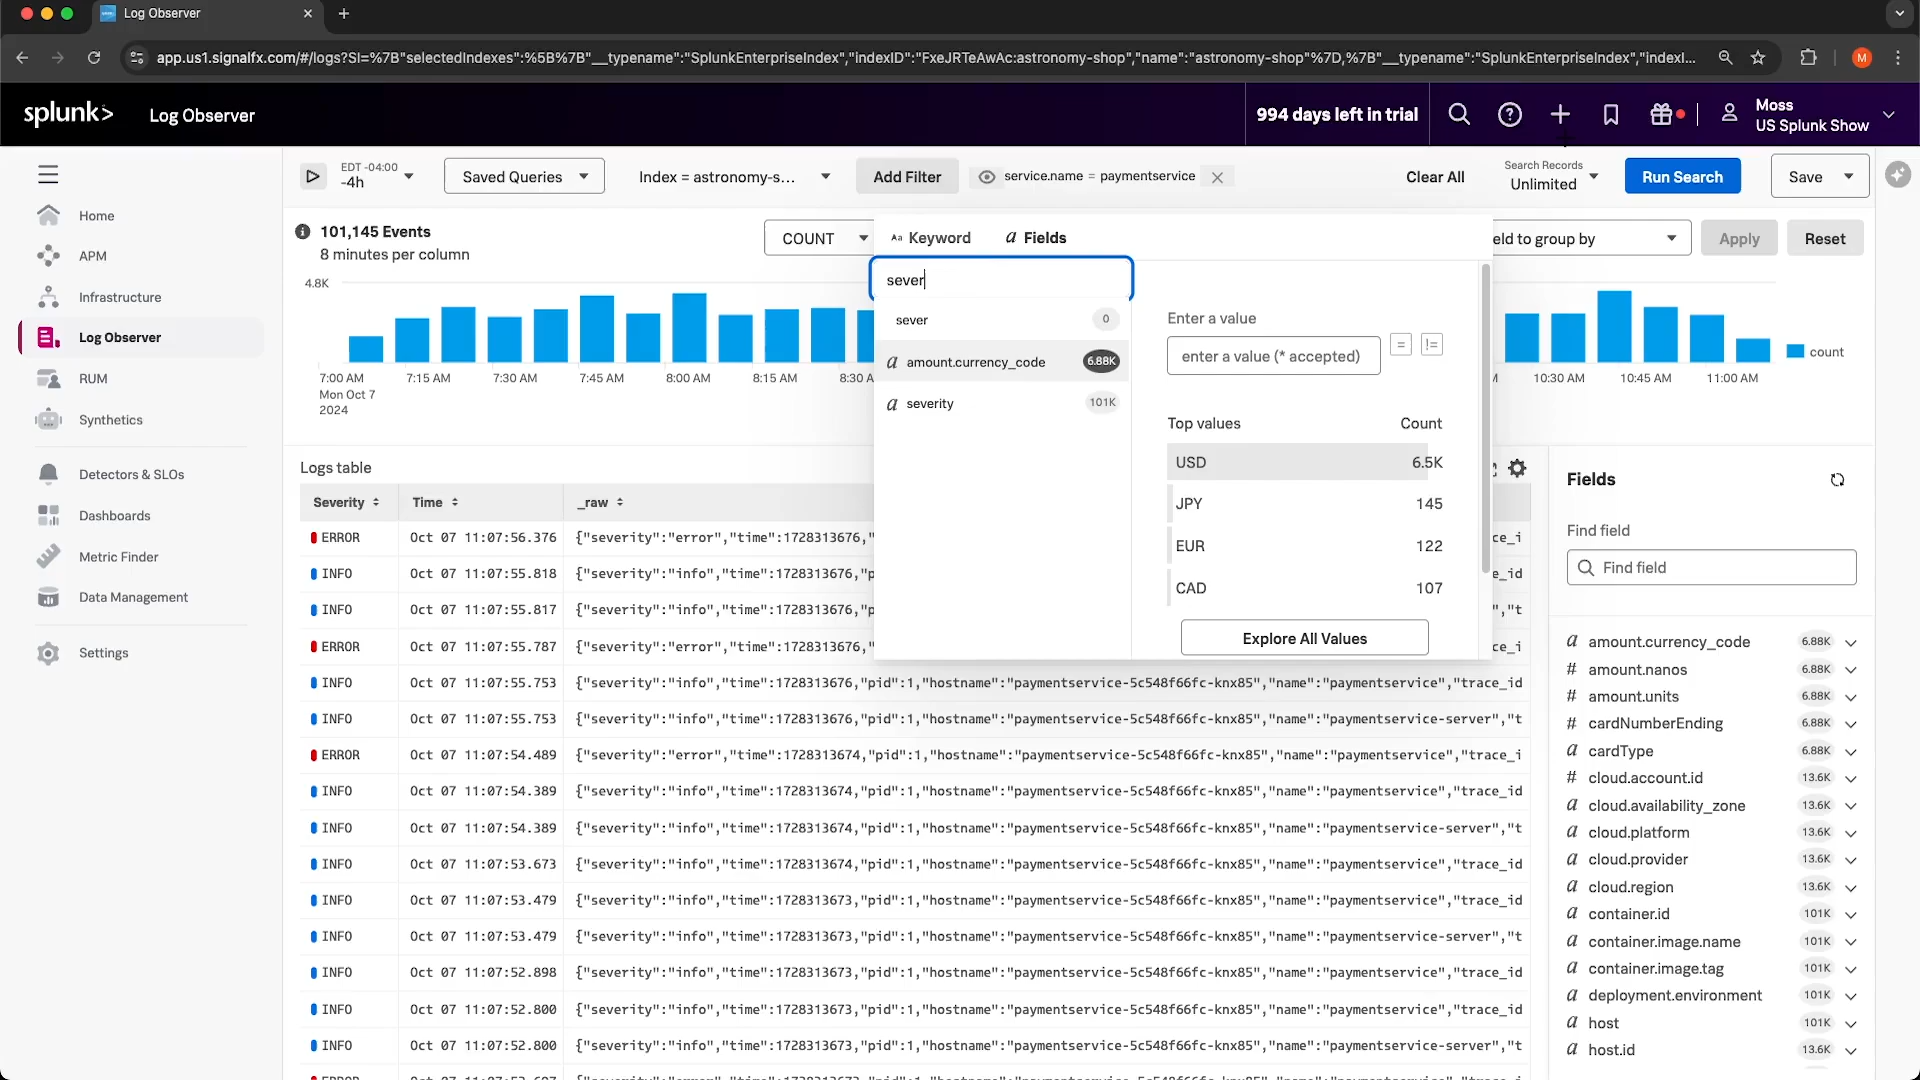 Log Observer
app.us1.signalfx.com/#/logs?SI=%7B"selectedIndexes":%5B%7B"__typename":"SplunkEnterpriseIndex","indexID":"FxeJRTeAwAc:astronomy-shop","name":"astronomy-shop"%7D,%7B"__typename":"SplunkEnterpriseIndex","indexI...
M
splunk>
Log Observer
994 days left in trial
Moss
US Splunk Show
EDT -04:00
-4h
Saved Queries
Index = astronomy-s...
Add Filter
service.name = paymentservice
Clear All
Search Records
Unlimited
Run Search
Save
Home
APM
Infrastructure
Log Observer
RUM
Synthetics
Detectors & SLOs
Dashboards
Metric Finder
Data Management
Settings
101,145 Events
8 minutes per column
COUNT
eld to group by
Apply
Reset
4.8K
7:00 AM
7:15 AM
7:30 AM
7:45 AM
8:00 AM
8:15 AM
8:30 A
M
10:30 AM
10:45 AM
11:00 AM
Mon Oct 7
2024
count
Aa Keyword
a Fields
sever
sever 0
a amount.currency_code 6.88K
a severity 101K
Enter a value
enter a value (* accepted)
=
!=
Top values Count
USD 6.5K
JPY 145
EUR 122
CAD 107
Explore All Values
Logs table
Severity Time _raw
ERROR Oct 07 11:07:56.376 {"severity":"error","time":1728313676," ce_i
INFO Oct 07 11:07:55.818 {"severity":"info","time":1728313676,"p _id
INFO Oct 07 11:07:55.817 {"severity":"info","time":1728313676,"p ","t
ERROR Oct 07 11:07:55.787 {"severity":"error","time":1728313676," ce_i
INFO Oct 07 11:07:55.753 {"severity":"info","time":1728313676,"pid":1,"hostname":"paymentservice-5c548f66fc-knx85","name":"paymentservice","trace_id
INFO Oct 07 11:07:55.753 {"severity":"info","time":1728313676,"pid":1,"hostname":"paymentservice-5c548f66fc-knx85","name":"paymentservice-server","t
ERROR Oct 07 11:07:54.489 {"severity":"error","time":1728313674,"pid":1,"hostname":"paymentservice-5c548f66fc-knx85","name":"paymentservice","trace_i
INFO Oct 07 11:07:54.389 {"severity":"info","time":1728313674,"pid":1,"hostname":"paymentservice-5c548f66fc-knx85","name":"paymentservice","trace_id
INFO Oct 07 11:07:54.389 {"severity":"info","time":1728313674,"pid":1,"hostname":"paymentservice-5c548f66fc-knx85","name":"paymentservice-server","t
INFO Oct 07 11:07:53.673 {"severity":"info","time":1728313674,"pid":1,"hostname":"paymentservice-5c548f66fc-knx85","name":"paymentservice","trace_id
INFO Oct 07 11:07:53.479 {"severity":"info","time":1728313673,"pid":1,"hostname":"paymentservice-5c548f66fc-knx85","name":"paymentservice","trace_id
INFO Oct 07 11:07:53.479 {"severity":"info","time":1728313673,"pid":1,"hostname":"paymentservice-5c548f66fc-knx85","name":"paymentservice-server","t
INFO Oct 07 11:07:52.898 {"severity":"info","time":1728313673,"pid":1,"hostname":"paymentservice-5c548f66fc-knx85","name":"paymentservice","trace_id
INFO Oct 07 11:07:52.800 {"severity":"info","time":1728313673,"pid":1,"hostname":"paymentservice-5c548f66fc-knx85","name":"paymentservice","trace_id
INFO Oct 07 11:07:52.800 {"severity":"info","time":1728313673,"pid":1,"hostname":"paymentservice-5c548f66fc-knx85","name":"paymentservice-server","t
Fields
Find field
Find field
a amount.currency_code 6.88K
# amount.nanos 6.88K
# amount.units 6.88K
# cardNumberEnding 6.88K
a cardType 6.88K
# cloud.account.id 13.6K
a cloud.availability_zone 13.6K
a cloud.platform 13.6K
a cloud.provider 13.6K
a cloud.region 13.6K
a container.id 101K
a container.image.name 101K
a container.image.tag 101K
a deployment.environment 101K
a host 101K
a host.id 13.6K